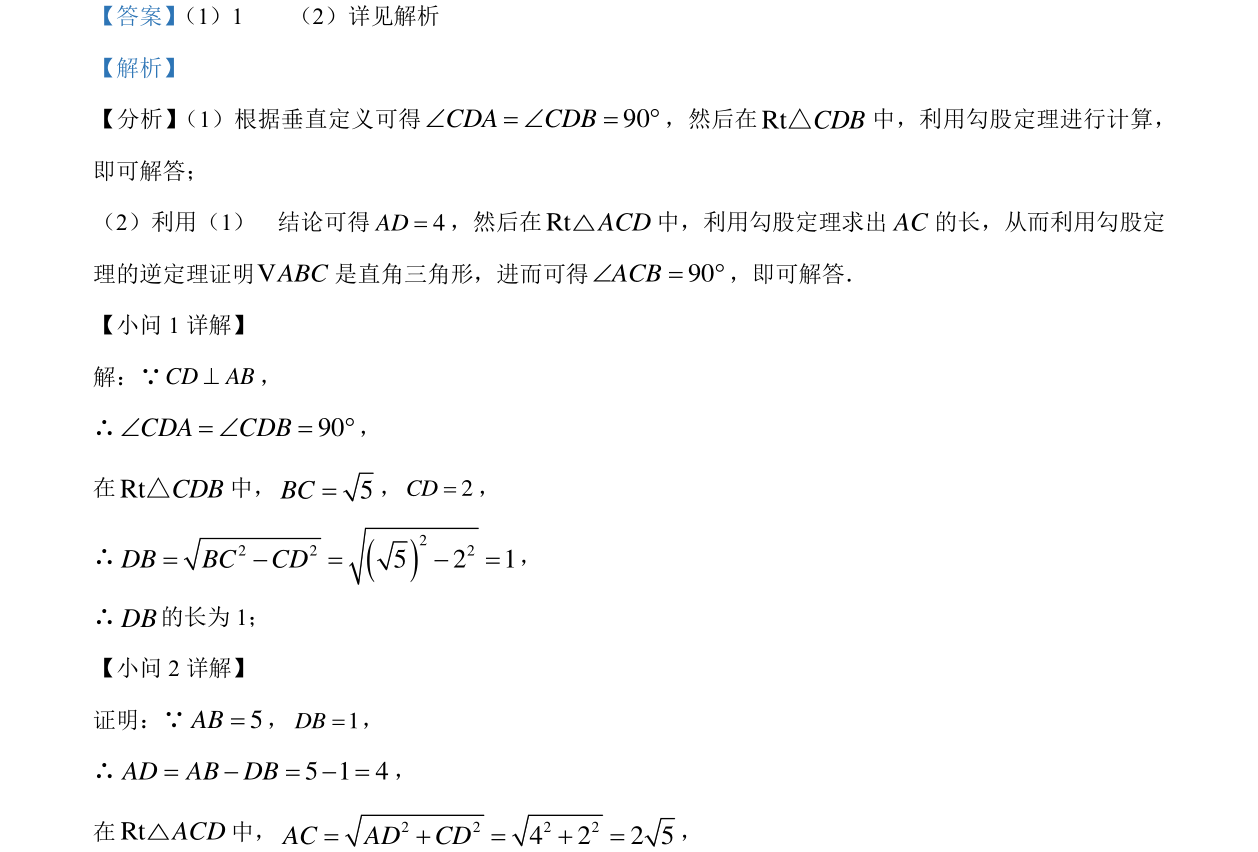 【答案】（1）1 （2）详见解析
【解析】
【分析】（1）根据垂直定义可得∠CDA=∠CDB=90°，然后在Rt△CDB中，利用勾股定理进行计算，
即可解答；
（2）利用（1） 结论可得AD=4，然后在Rt△ACD中，利用勾股定理求出AC的长，从而利用勾股定
理的逆定理证明VABC是直角三角形，进而可得∠ACB=90°，即可解答．
【小问1详解】
解：∵CD⊥AB，
∴∠CDA=∠CDB=90°，
在Rt△CDB中，BC=√5，CD=2，
∴DB=√(BC²−CD²)=√((√5)²−2²)=1，
∴DB的长为1；
【小问2详解】
证明：∵AB=5，DB=1，
∴AD=AB−DB=5−1=4，
在Rt△ACD中，AC=√(AD²+CD²)=√(4²+2²)=2√5，